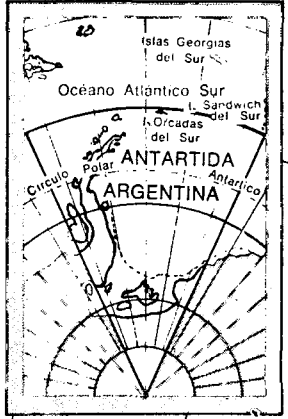 Islas Georgias
del Sur
Océano Atlántico Sur
I. Sandwich
del Sur
I. Orcadas
del Sur
Círculo Polar Antártico
ANTARTIDA
ARGENTINA